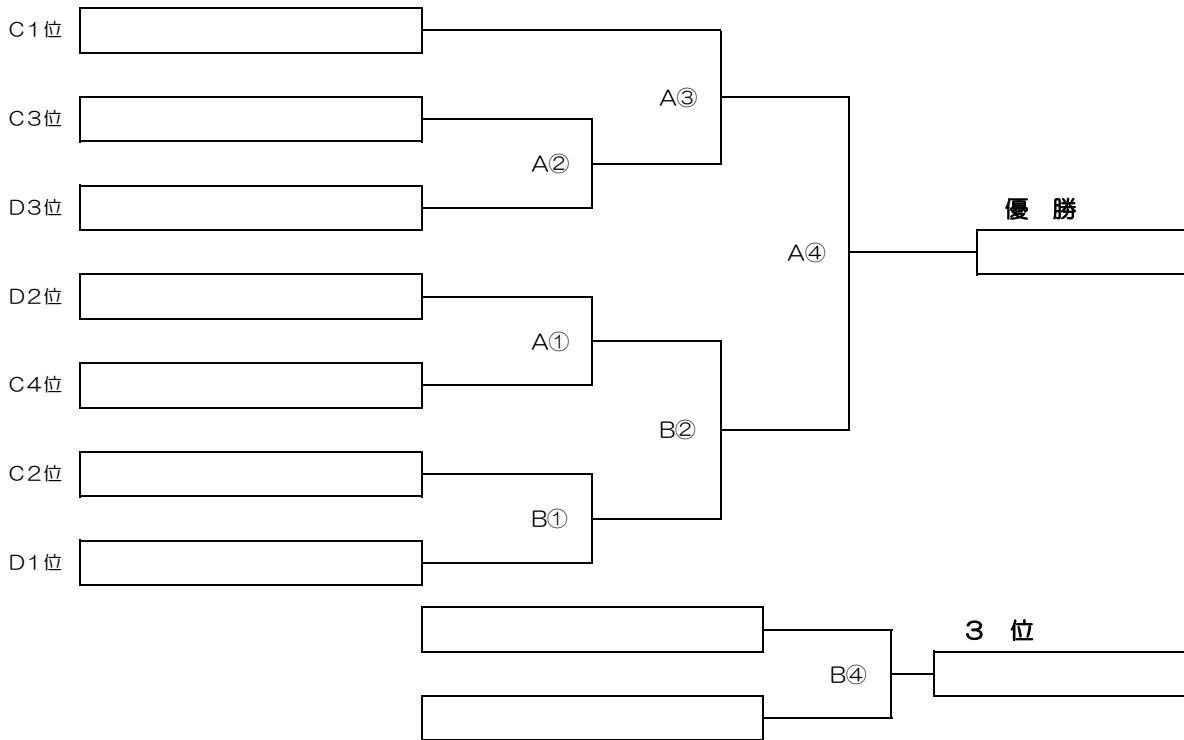 C1位
A③
C3位
A②
D3位
優 勝
A④
D2位
A①
C4位
B②
C2位
B①
D1位
3 位
B④